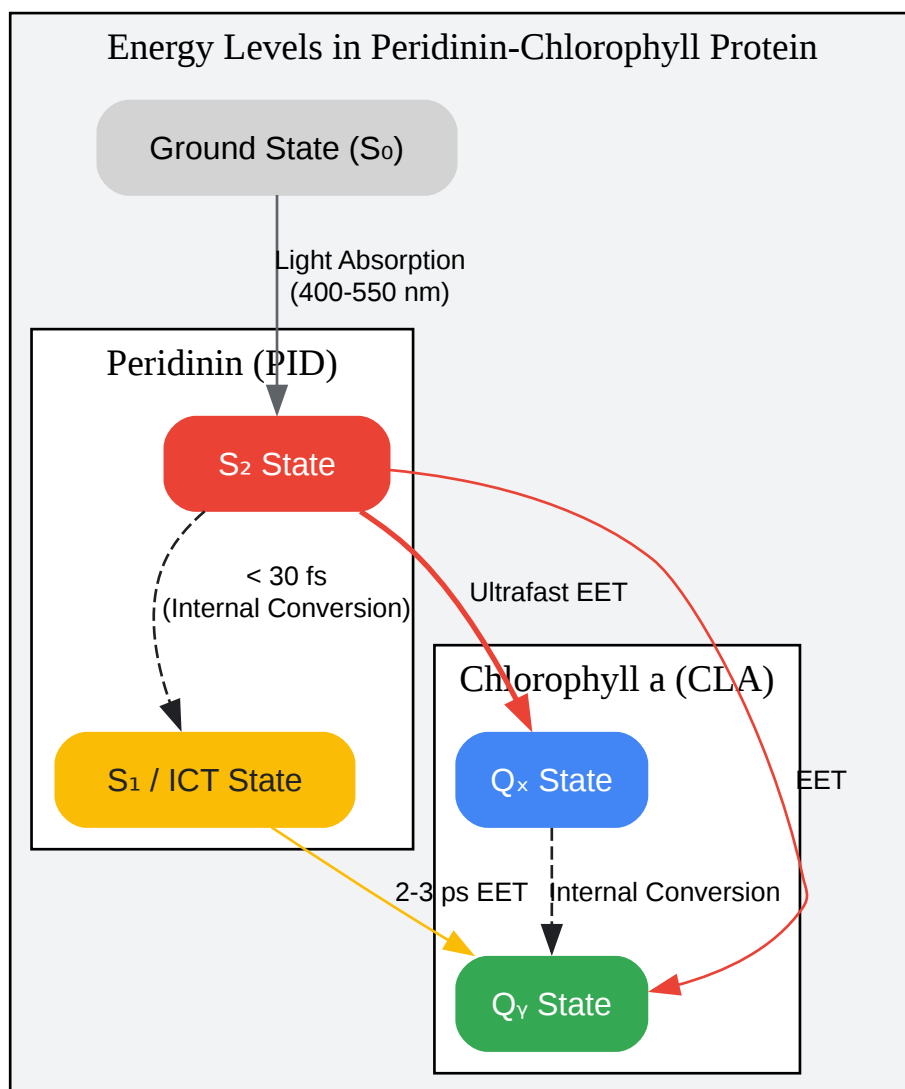 Energy Levels in Peridinin-Chlorophyll Protein
Ground State (S₀)
Light Absorption
(400-550 nm)
Peridinin (PID)
S₂ State
< 30 fs
(Internal Conversion)
Ultrafast EET
Chlorophyll a (CLA)
S₁ / ICT State
Qₓ State
EET
2-3 ps EET
Internal Conversion
Qᵧ State